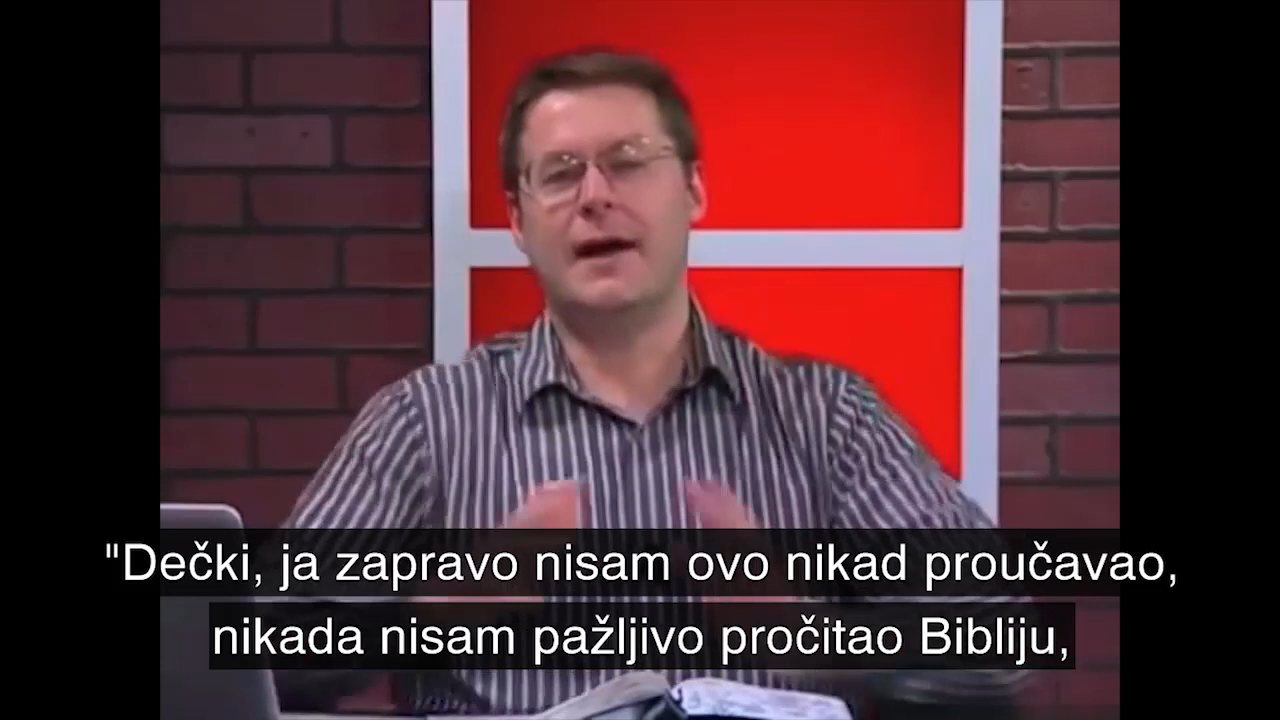 "Dečki, ja zapravo nisam ovo nikad proučavao,
nikada nisam pažljivo pročitao Bibliju,